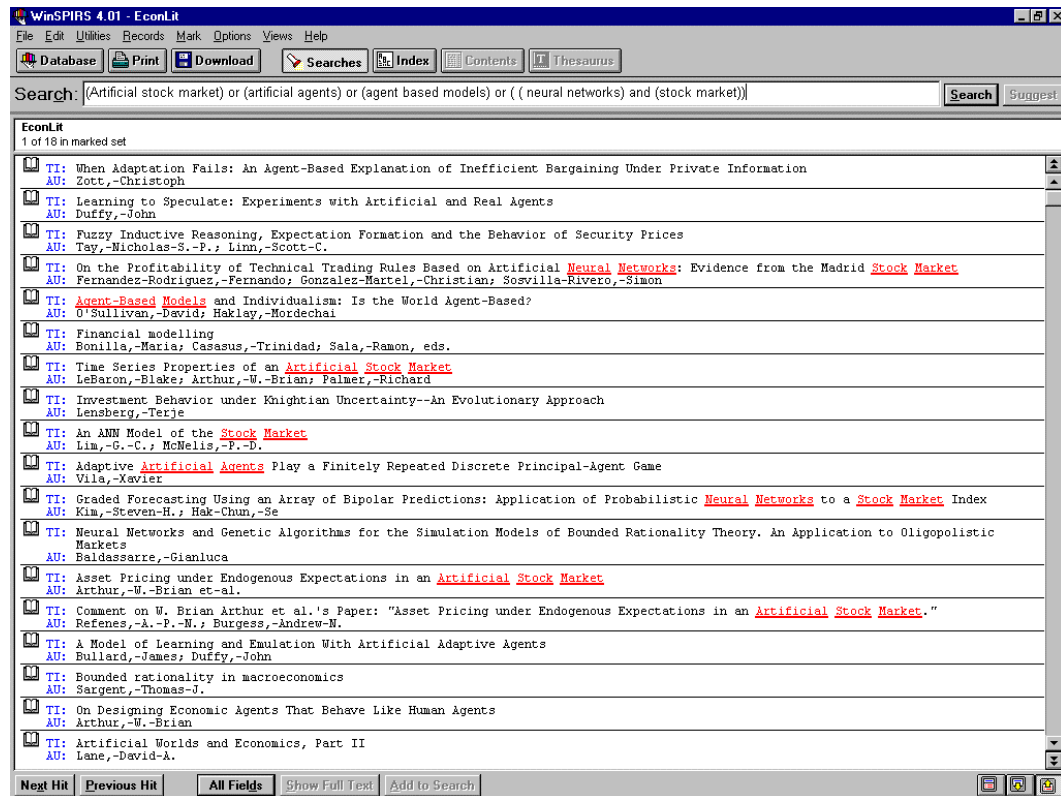 WinSPIRS 4.01 - EconLit
File Edit Utilities Records Mark Options Views Help
Database Print Download Searches Index Contents Thesaurus
Search: (Artificial stock market) or (artificial agents) or (agent based models) or ( ( neural networks) and (stock market)) Search Suggest
EconLit
1 of 18 in marked set
TI: When Adaptation Fails: An Agent-Based Explanation of Inefficient Bargaining Under Private Information
AU: Zott,-Christoph
TI: Learning to Speculate: Experiments with Artificial and Real Agents
AU: Duffy,-John
TI: Fuzzy Inductive Reasoning, Expectation Formation and the Behavior of Security Prices
AU: Tay,-Nicholas-S.-P.; Linn,-Scott-C.
TI: On the Profitability of Technical Trading Rules Based on Artificial Neural Networks: Evidence from the Madrid Stock Market
AU: Fernandez-Rodriguez,-Fernando; Gonzalez-Martel,-Christian; Sosvilla-Rivero,-Simon
TI: Agent-Based Models and Individualism: Is the World Agent-Based?
AU: O'Sullivan,-David; Haklay,-Mordechai
TI: Financial modelling
AU: Bonilla,-Maria; Casasus,-Trinidad; Sala,-Ramon, eds.
TI: Time Series Properties of an Artificial Stock Market
AU: LeBaron,-Blake; Arthur,-W.-Brian; Palmer,-Richard
TI: Investment Behavior under Knightian Uncertainty--An Evolutionary Approach
AU: Lensberg,-Terje
TI: An ANN Model of the Stock Market
AU: Lim,-G.-C.; McNelis,-P.-D.
TI: Adaptive Artificial Agents Play a Finitely Repeated Discrete Principal-Agent Game
AU: Vila,-Xavier
TI: Graded Forecasting Using an Array of Bipolar Predictions: Application of Probabilistic Neural Networks to a Stock Market Index
AU: Kim,-Steven-H.; Hak-Chun,-Se
TI: Neural Networks and Genetic Algorithms for the Simulation Models of Bounded Rationality Theory. An Application to Oligopolistic
Markets
AU: Baldassarre,-Gianluca
TI: Asset Pricing under Endogenous Expectations in an Artificial Stock Market
AU: Arthur,-W.-Brian et-al.
TI: Comment on W. Brian Arthur et al.'s Paper: "Asset Pricing under Endogenous Expectations in an Artificial Stock Market."
AU: Refenes,-A.-P.-N.; Burgess,-Andrew-N.
TI: A Model of Learning and Emulation With Artificial Adaptive Agents
AU: Bullard,-James; Duffy,-John
TI: Bounded rationality in macroeconomics
AU: Sargent,-Thomas-J.
TI: On Designing Economic Agents That Behave Like Human Agents
AU: Arthur,-W.-Brian
TI: Artificial Worlds and Economics, Part II
AU: Lane,-David-A.
Next Hit Previous Hit All Fields Show Full Text Add to Search